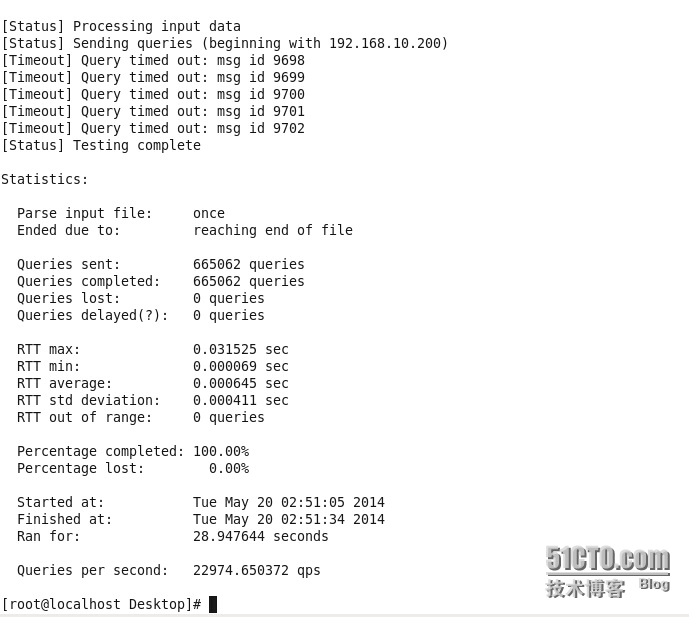 [Status] Processing input data
[Status] Sending queries (beginning with 192.168.10.200)
[Timeout] Query timed out: msg id 9698
[Timeout] Query timed out: msg id 9699
[Timeout] Query timed out: msg id 9700
[Timeout] Query timed out: msg id 9701
[Timeout] Query timed out: msg id 9702
[Status] Testing complete
Statistics:
Parse input file: once
Ended due to: reaching end of file
Queries sent: 665062 queries
Queries completed: 665062 queries
Queries lost: 0 queries
Queries delayed(?): 0 queries
RTT max: 0.031525 sec
RTT min: 0.000069 sec
RTT average: 0.000645 sec
RTT std deviation: 0.000411 sec
RTT out of range: 0 queries
Percentage completed: 100.00%
Percentage lost: 0.00%
Started at: Tue May 20 02:51:05 2014
Finished at: Tue May 20 02:51:34 2014
Ran for: 28.947644 seconds
Queries per second: 22974.650372 qps
[root@localhost Desktop]#
51CTO.com
技术博客 Blog